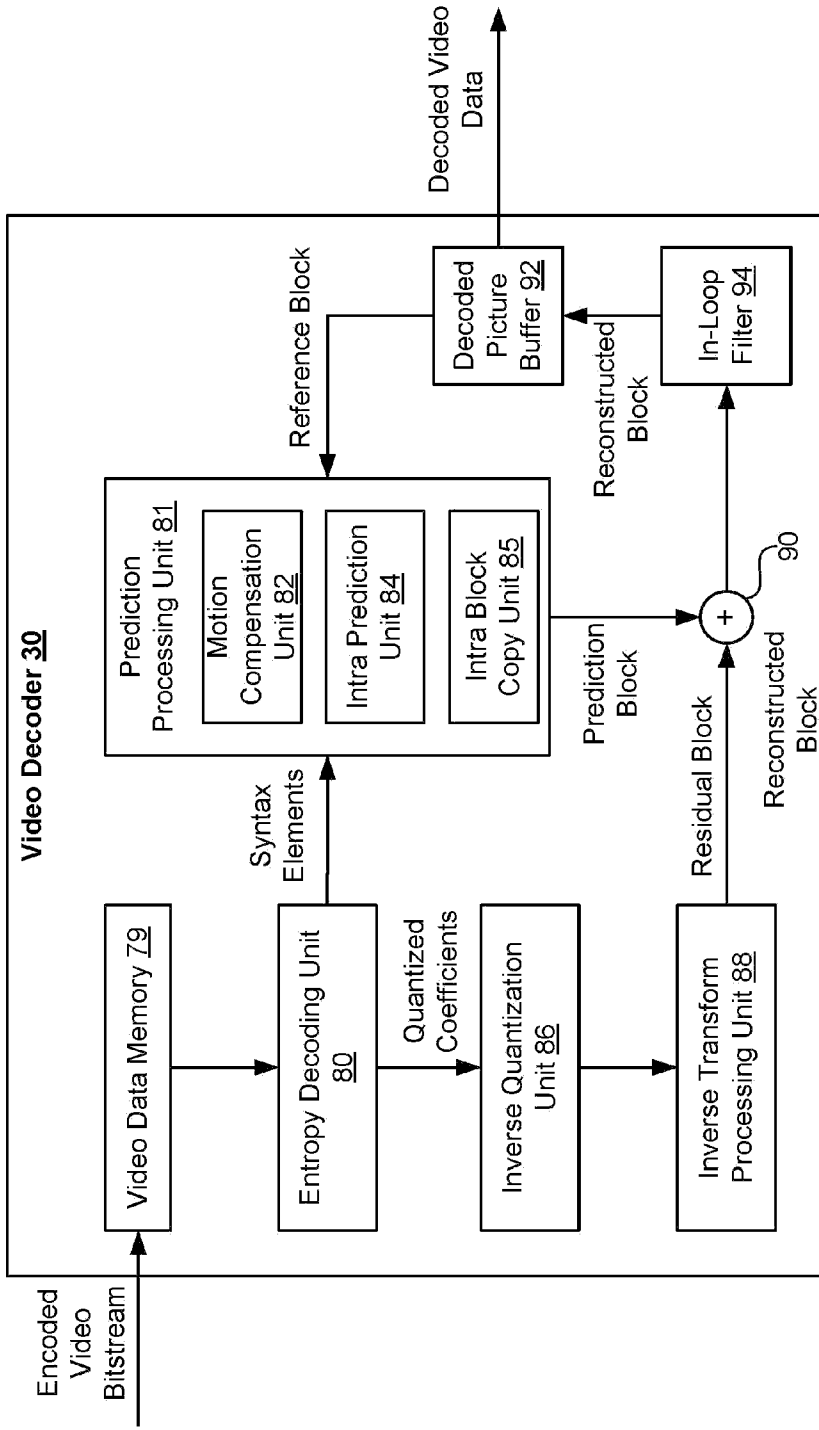 Video Decoder 30
Encoded
Video
Bitstream
Video Data Memory 79
Entropy Decoding Unit
80
Syntax
Elements
Quantized
Coefficients
Inverse Quantization
Unit 86
Inverse Transform
Processing Unit 88
Prediction
Processing Unit 81
Motion
Compensation
Unit 82
Intra Prediction
Unit 84
Intra Block
Copy Unit 85
Prediction
Block
Residual Block
Reconstructed
Block
+
90
Reference Block
Decoded
Picture
Buffer 92
Reconstructed
Block
In-Loop
Filter 94
Decoded Video
Data